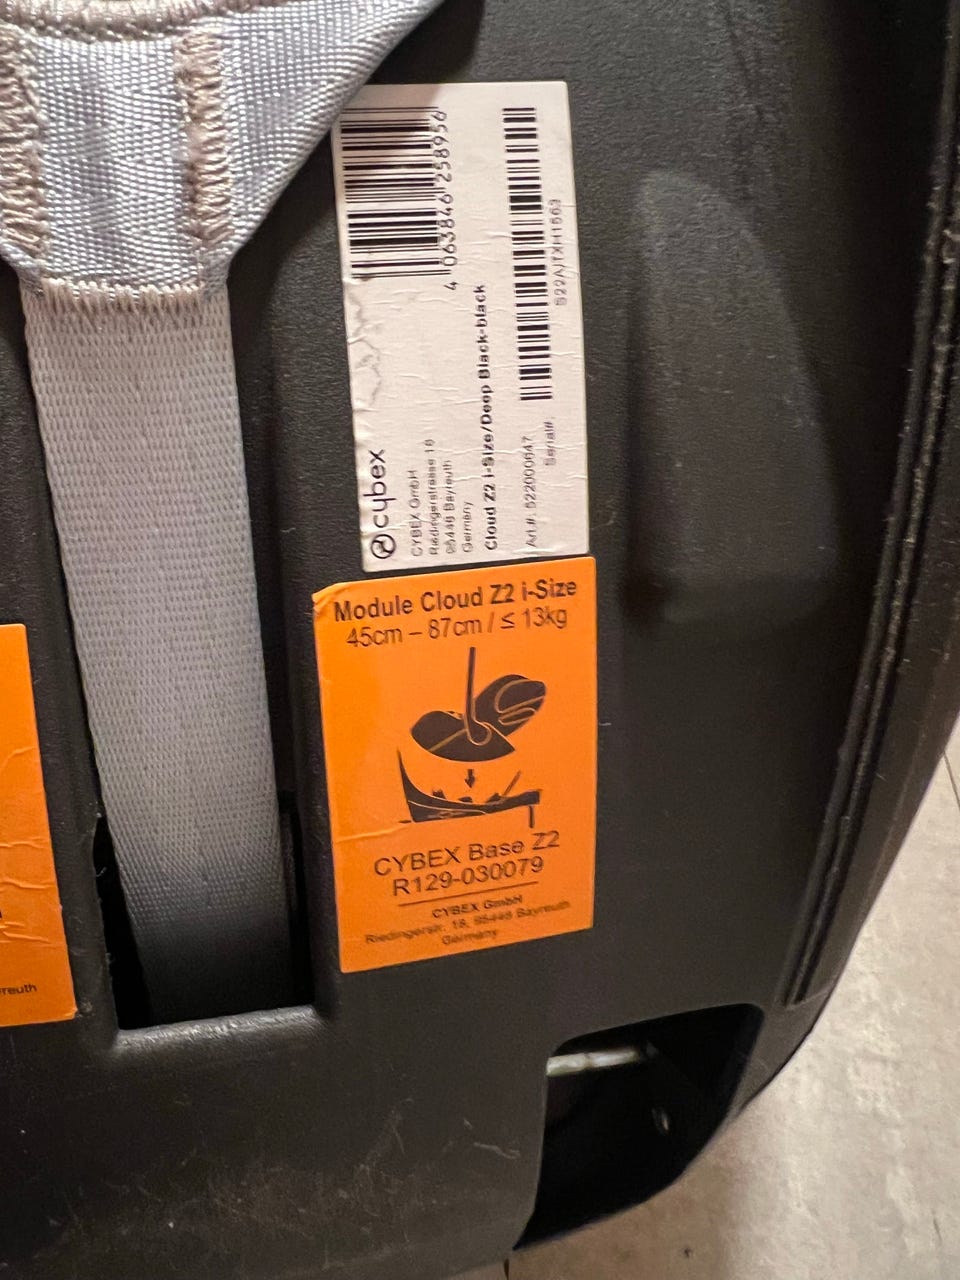 cybex
CYBEX GmbH
Riedingerstrasse 18
95448 Bayreuth
Germany
4 063846 258956
Cloud Z2 i-Size/Deep Black-black
Art.#: 522000647
Serial#:
Module Cloud Z2 i-Size
45cm – 87cm / ≤ 13kg
CYBEX Base Z2
R129-030079
CYBEX GmbH
Riedingerstr. 18, 95448 Bayreuth
Germany
reuth